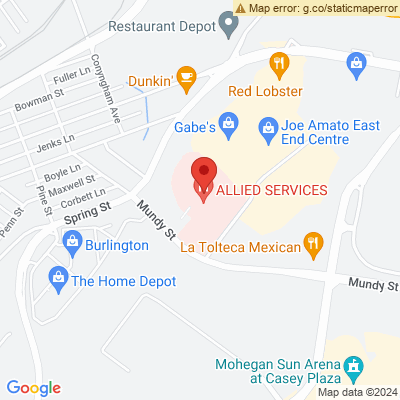 Map error: g.co/staticmaperror
Restaurant Depot
Fuller Ln
Conyngham Ave
Dunkin'
Red Lobster
Bowman St
Gabe's
Joe Amato East
End Centre
Jenks Ln
Boyle Ln
Maxwell St
Corbett Ln
Pine St
Penn St
Spring St
ALLIED SERVICES
Mundy St
Burlington
La Tolteca Mexican
The Home Depot
Mundy St
Mohegan Sun Arena
at Casey Plaza
Google
Map data ©2024